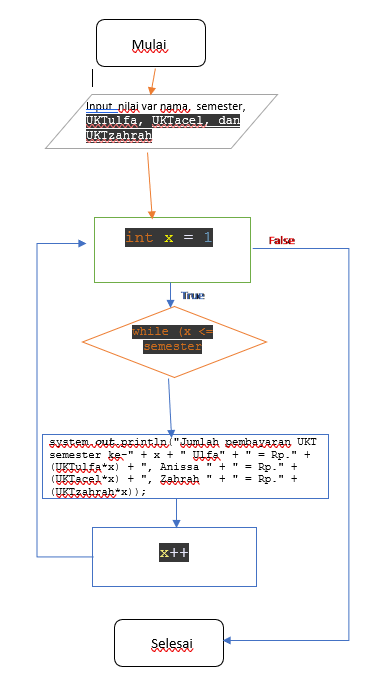 Mulai
Input nilai var nama, semester,
UKTulfa, UKTacel, dan
UKTzahrah
int x = 1
False
True
while (x <=
semester
system.out.println("Jumlah pembayaran UKT
semester ke-" + x + " Ulfa" + " = Rp." +
(UKTulfa*x) + ", Anissa " + " = Rp." +
(UKTacel*x) + ", Zahrah " + " = Rp." +
(UKTzahrah*x));
x++
Selesai